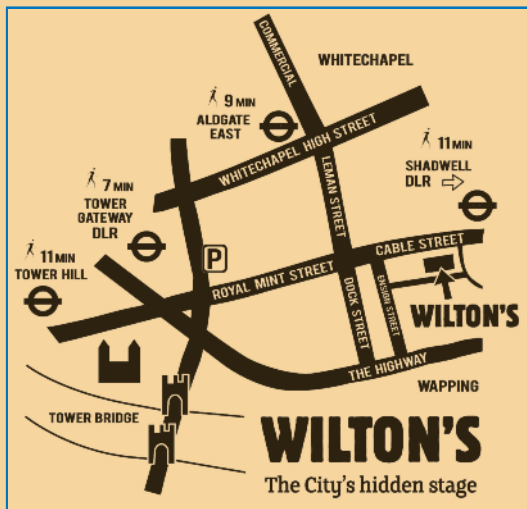 COMMERCIAL
WHITECHAPEL
9 MIN
ALDGATE
EAST
WHITECHAPEL HIGH STREET
LEMAN STREET
11 MIN
SHADWELL
DLR
7 MIN
TOWER
GATEWAY
DLR
11 MIN
TOWER HILL
P
ROYAL MINT STREET
CABLE STREET
DOCK STREET
ENSIGN STREET
WILTON'S
THE HIGHWAY
WAPPING
TOWER BRIDGE
WILTON'S
The City's hidden stage